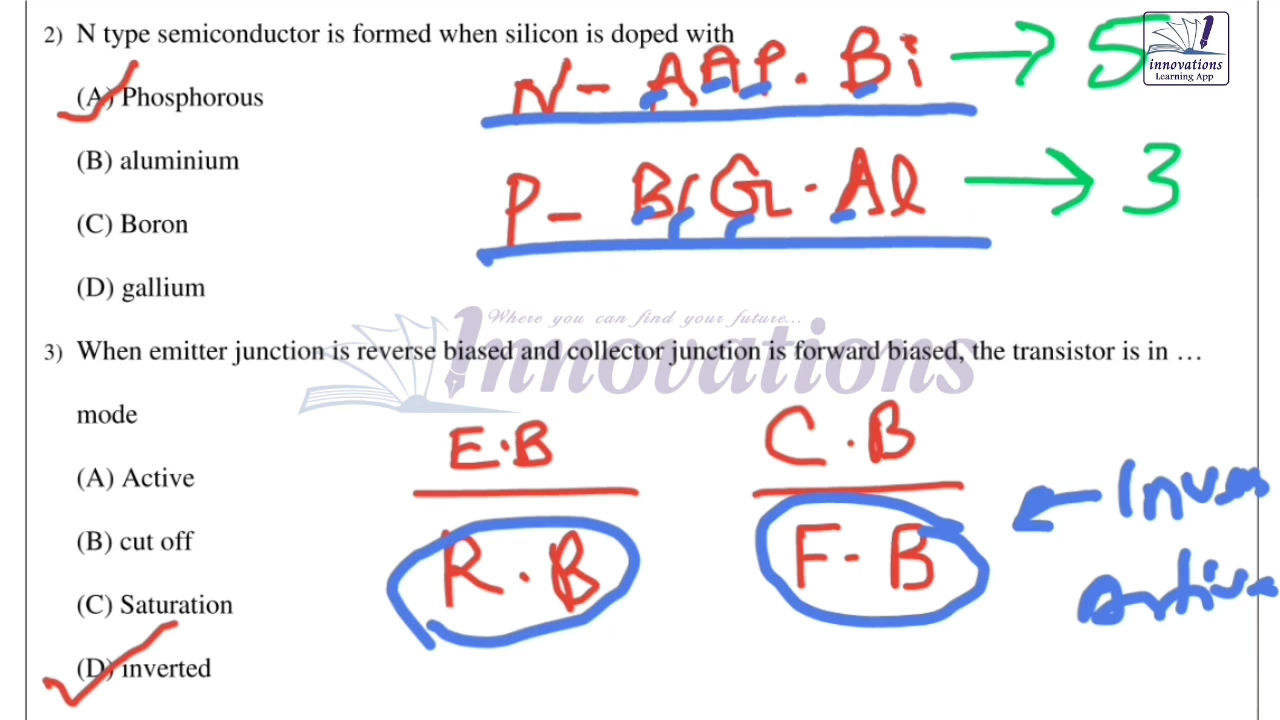 2) N type semiconductor is formed when silicon is doped with
N - A A P . Bi → 5
innovations
Learning App
(A) Phosphorous
(B) aluminium
P - B I G . Al → 3
(C) Boron
(D) gallium
Where you can find your future...
Innovations
3) When emitter junction is reverse biased and collector junction is forward biased, the transistor is in …
mode
E.B
C.B
(A) Active
(B) cut off
R.B
F-B
(C) Saturation
(D) inverted